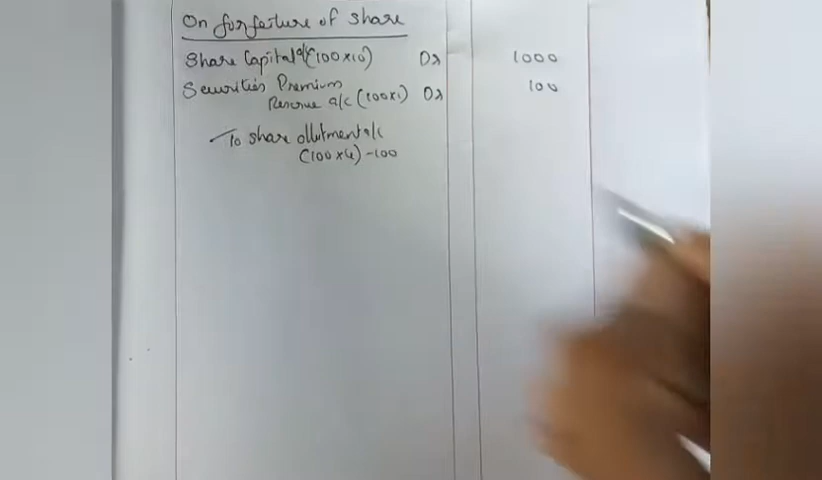 On forfeiture of share
Share Capital a/c (100x10) Dr 1000
Securities Premium
Reserve a/c (100x1) Dr 100
To share allutment a/c
(100x4) -100